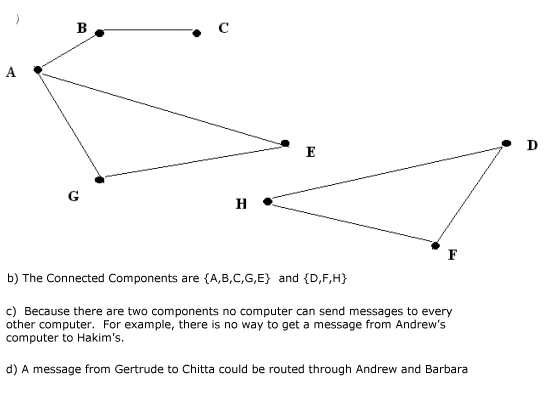 )
B
C
A
E
D
G
H
F
b) The Connected Components are {A,B,C,G,E}  and {D,F,H}
c)  Because there are two components no computer can send messages to every
other computer.  For example, there is no way to get a message from Andrew's
computer to Hakim's.
d) A message from Gertrude to Chitta could be routed through Andrew and Barbara